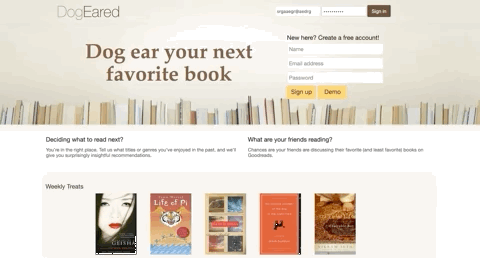 DogEared
Sign in
Dog ear your next
favorite book
New here? Create a free account!
Name
Email address
Password
Sign up
Demo
Deciding what to read next?
You're in the right place. Tell us what titles or genres you've enjoyed in the past, and we'll
give you surprisingly insightful recommendations.
What are your friends reading?
Chances are your friends are discussing their favorite (and least favorite) books on
Goodreads.
Weekly Treats
GEISHA
LIFE of PI